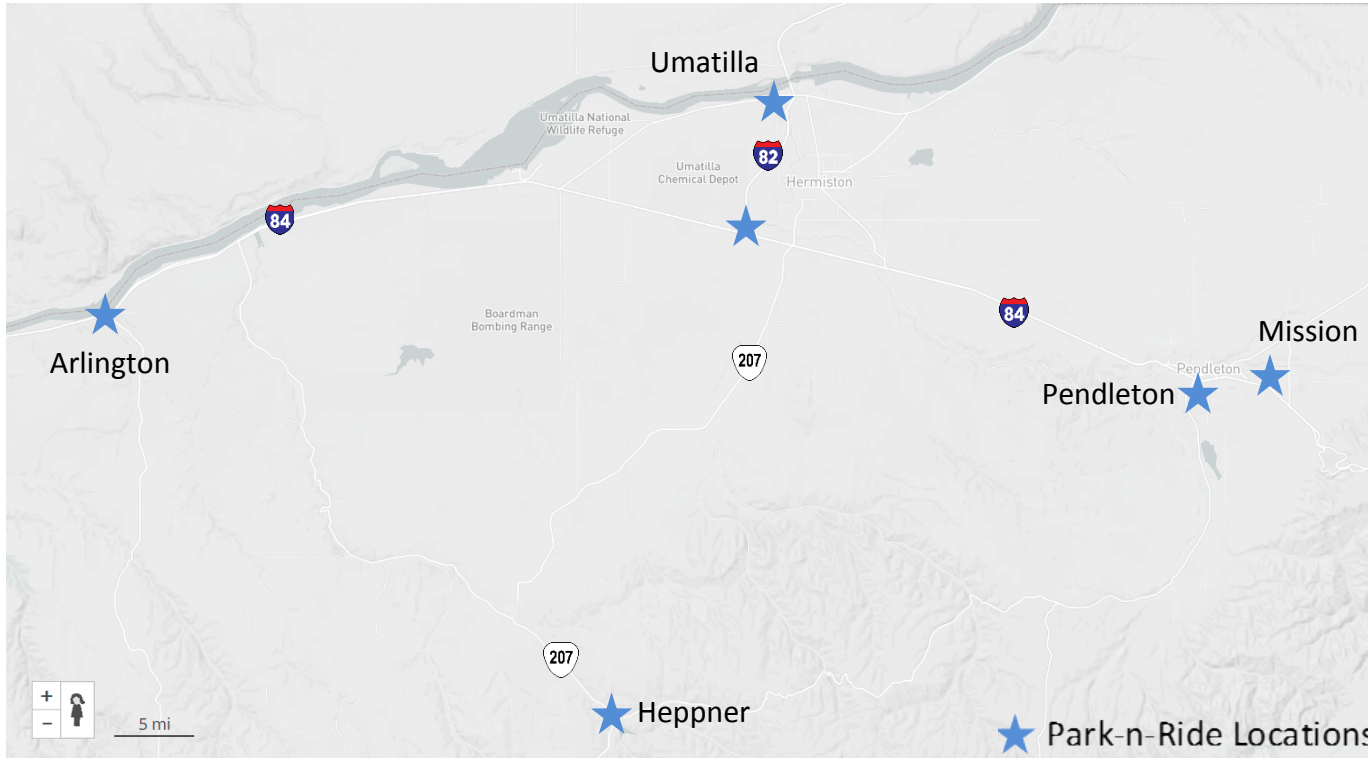 Umatilla
Umatilla National
Wildlife Refuge
82
Umatilla
Chemical Depot
Hermiston
84
Boardman
Bombing Range
84
Arlington
Mission
207
Pendleton
Pendleton
207
Heppner
+
−
5 mi
Park-n-Ride Locations